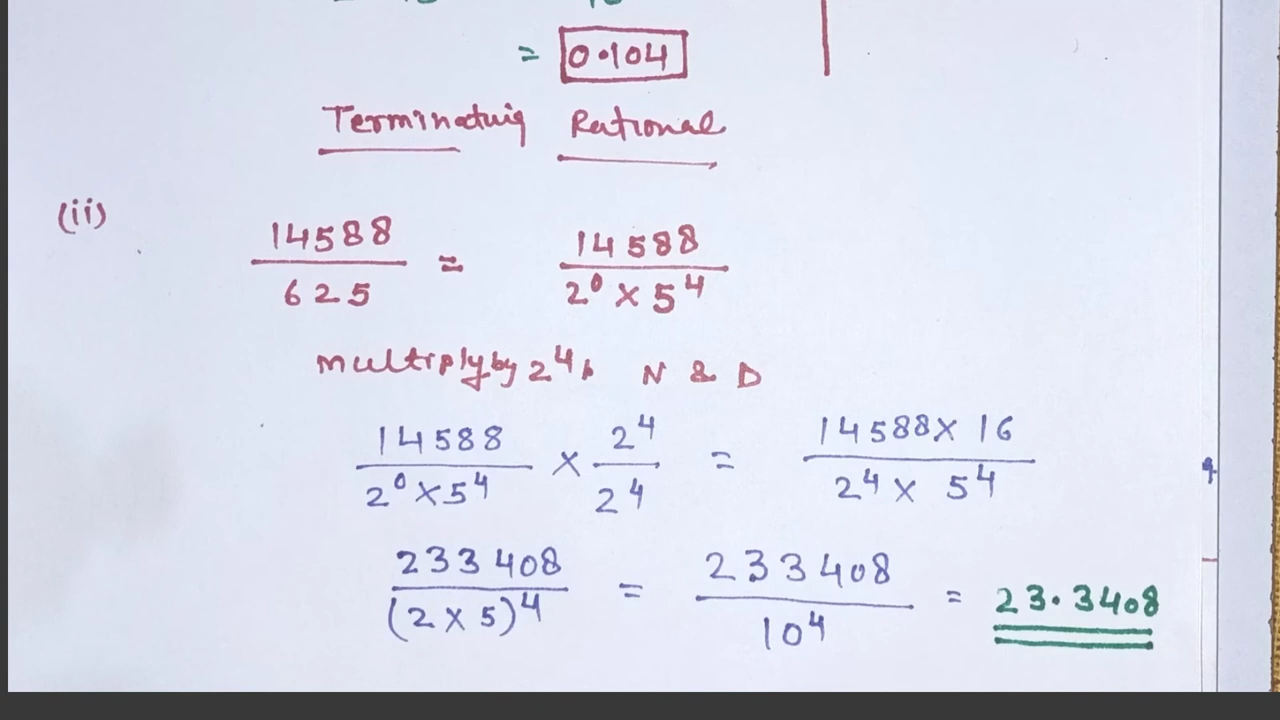 = 0.104
Terminatuig Rational
(ii)
14588/625 = 14588/2⁰ × 5⁴
multiply by 2⁴ N & D
14588/2⁰ × 5⁴ × 2⁴/2⁴ = 14588 × 16/2⁴ × 5⁴
233408/(2 × 5)⁴ = 233408/10⁴ = 23.3408